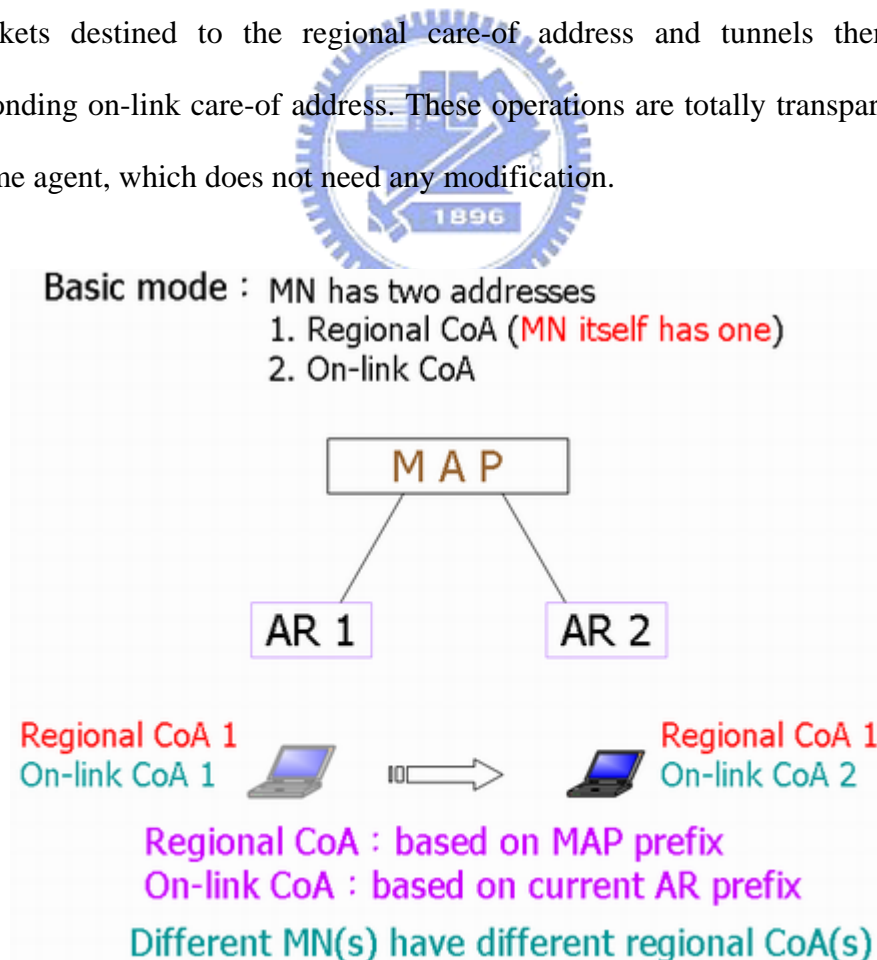 kets destined to the regional care-of address and tunnels ther
onding on-link care-of address. These operations are totally transpar
ne agent, which does not need any modification.
1896
Basic mode : MN has two addresses
1. Regional CoA (MN itself has one)
2. On-link CoA
M A P
AR 1 AR 2
Regional CoA 1 Regional CoA 1
On-link CoA 1 On-link CoA 2
Regional CoA : based on MAP prefix
On-link CoA : based on current AR prefix
Different MN(s) have different regional CoA(s)